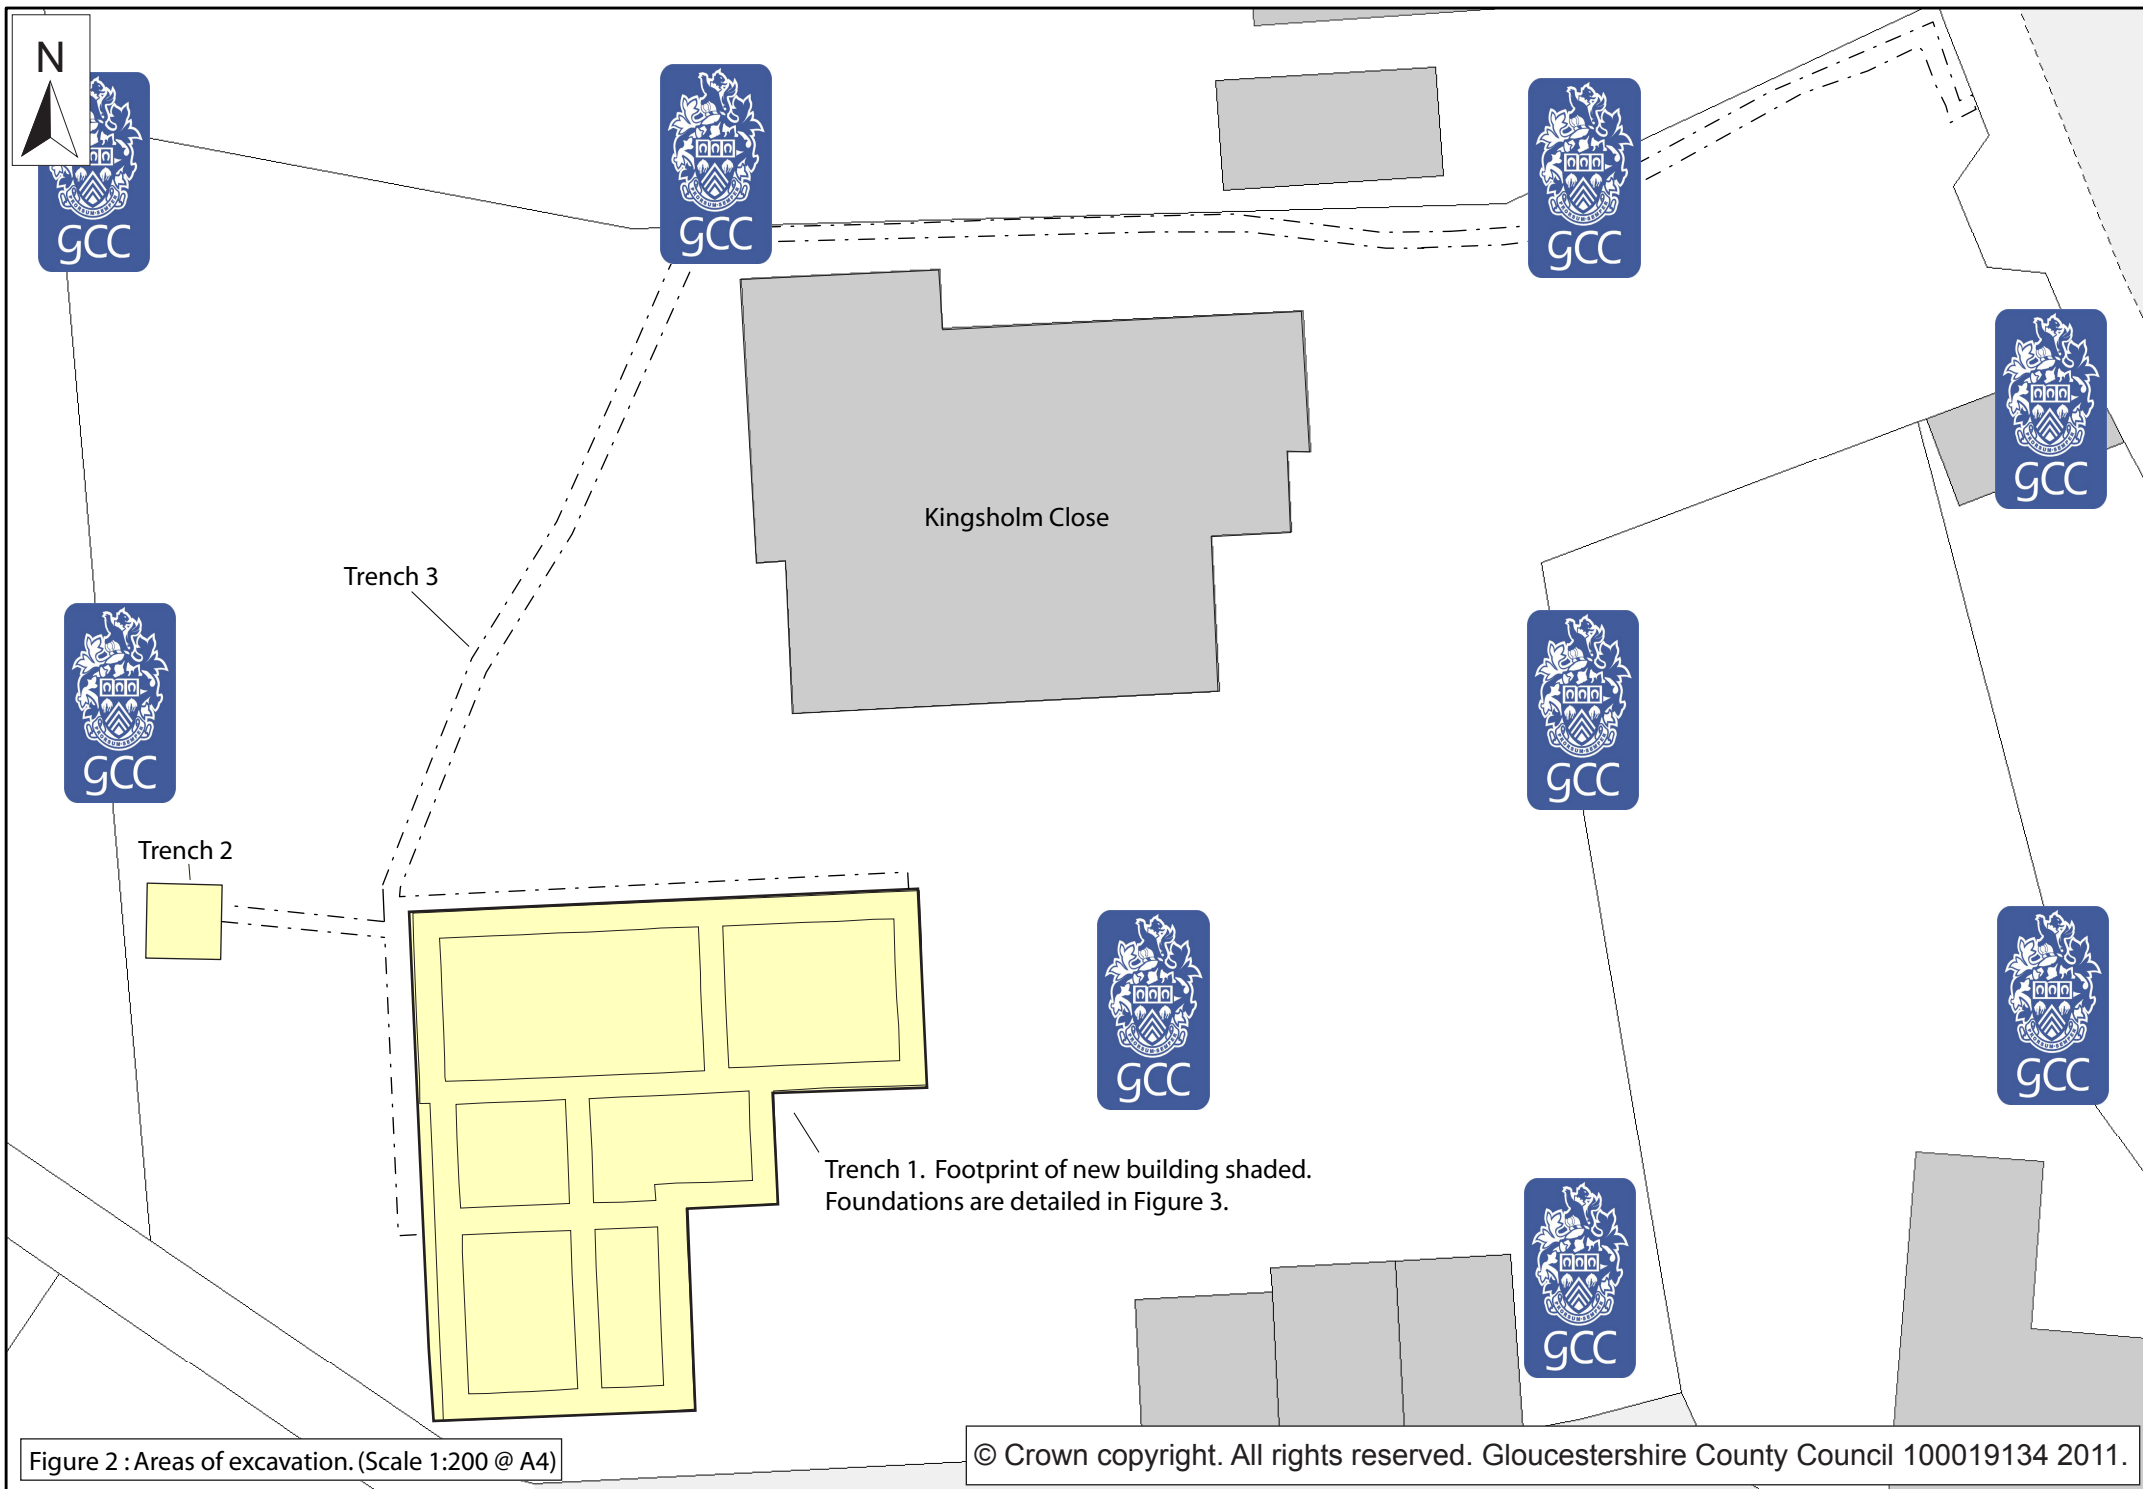 N
GCC
GCC
GCC
GCC
Kingsholm Close
Trench 3
GCC
GCC
Trench 2
GCC
GCC
Trench 1. Footprint of new building shaded.
Foundations are detailed in Figure 3.
GCC
Figure 2 : Areas of excavation. (Scale 1:200 @ A4)
© Crown copyright. All rights reserved. Gloucestershire County Council 100019134 2011.